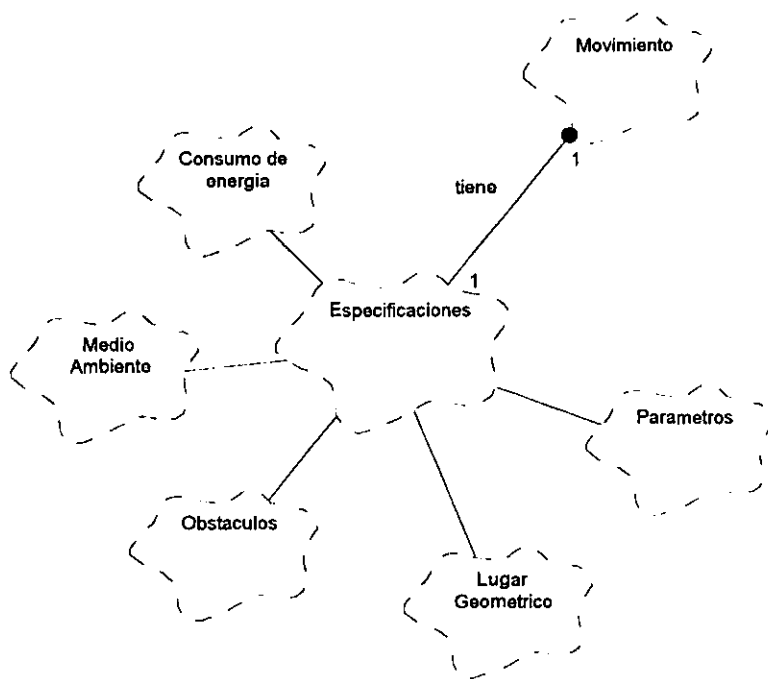 Movimiento
1
Consumo de
energia
tiene
1
Especificaciones
Medio
Ambiente
Parametros
Obstaculos
Lugar
Geometrico